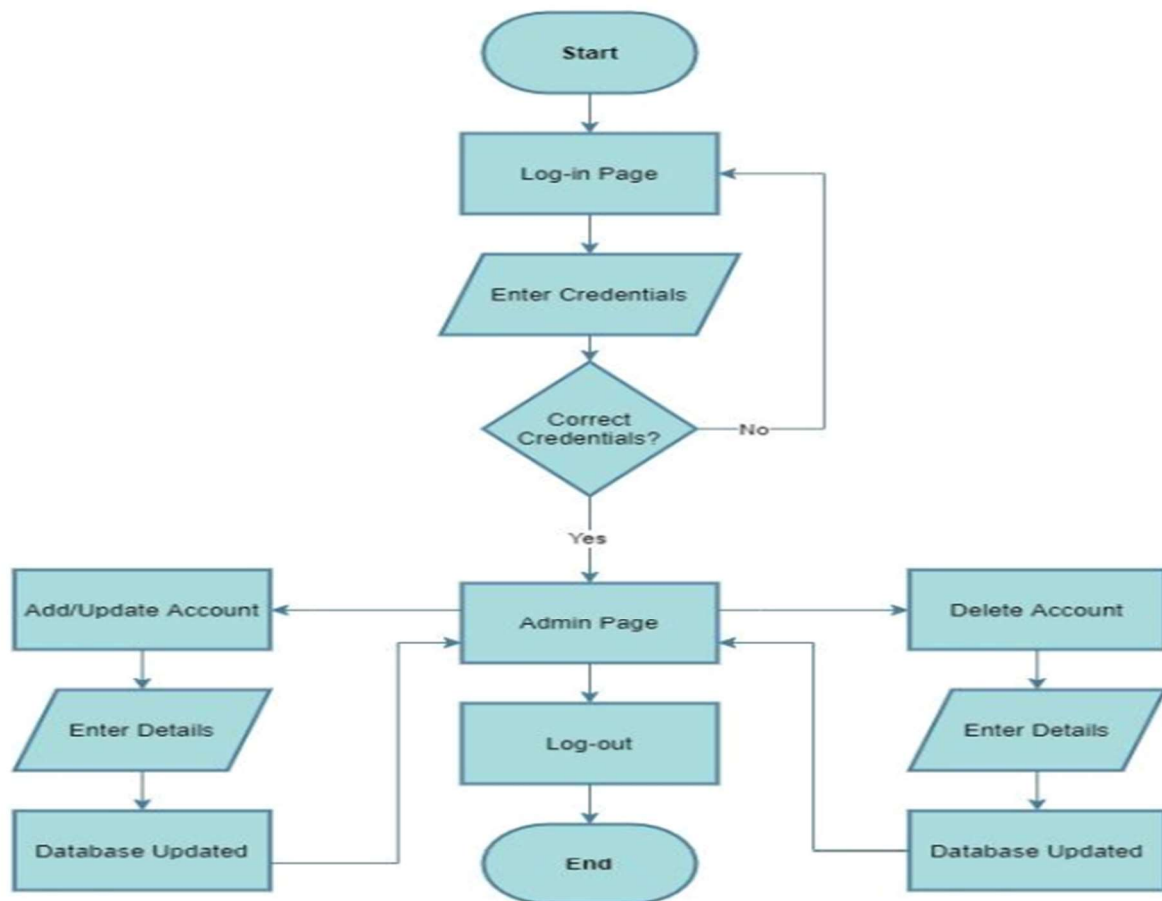 Start
Log-in Page
Enter Credentials
Correct
Credentials?
No
Yes
Add/Update Account
Admin Page
Delete Account
Enter Details
Log-out
Enter Details
Database Updated
End
Database Updated